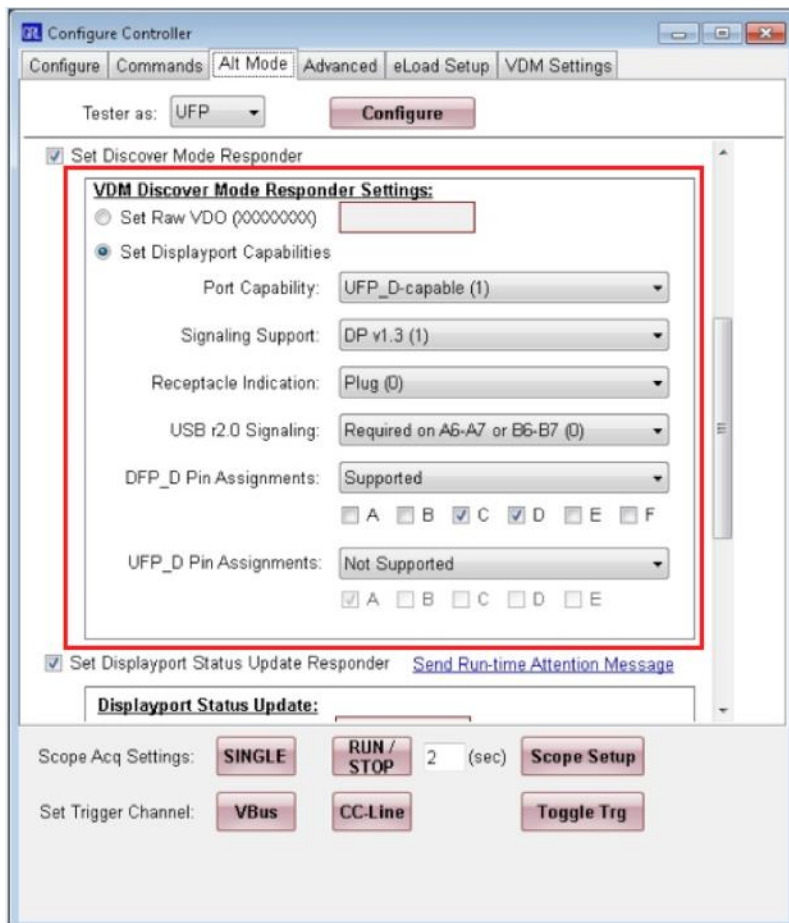 GRL Configure Controller
Configure Commands Alt Mode Advanced eLoad Setup VDM Settings
Tester as: UFP Configure
Set Discover Mode Responder
VDM Discover Mode Responder Settings:
Set Raw VDO (XXXXXXXX)
Set Displayport Capabilities
Port Capability: UFP_D-capable (1)
Signaling Support: DP v1.3 (1)
Receptacle Indication: Plug (0)
USB r2.0 Signaling: Required on A6-A7 or B6-B7 (0)
DFP_D Pin Assignments: Supported
A B C D E F
UFP_D Pin Assignments: Not Supported
A B C D E
Set Displayport Status Update Responder Send Run-time Attention Message
Displayport Status Update:
Scope Acq Settings: SINGLE RUN / STOP 2 (sec) Scope Setup
Set Trigger Channel: VBus CC-Line Toggle Trg